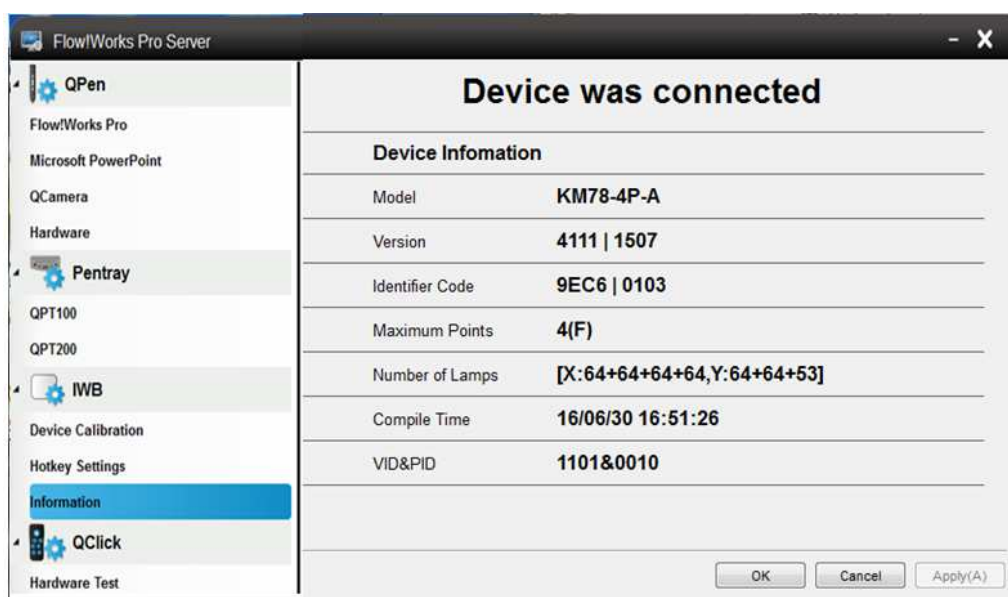 Flow!Works Pro Server
QPen
Flow!Works Pro
Microsoft PowerPoint
QCamera
Hardware
Pentray
QPT100
QPT200
IWB
Device Calibration
Hotkey Settings
Information
QClick
Hardware Test
Device was connected
Device Infomation
Model KM78-4P-A
Version 4111 | 1507
Identifier Code 9EC6 | 0103
Maximum Points 4(F)
Number of Lamps [X:64+64+64+64,Y:64+64+53]
Compile Time 16/06/30 16:51:26
VID&PID 1101&0010
OK Cancel Apply(A)